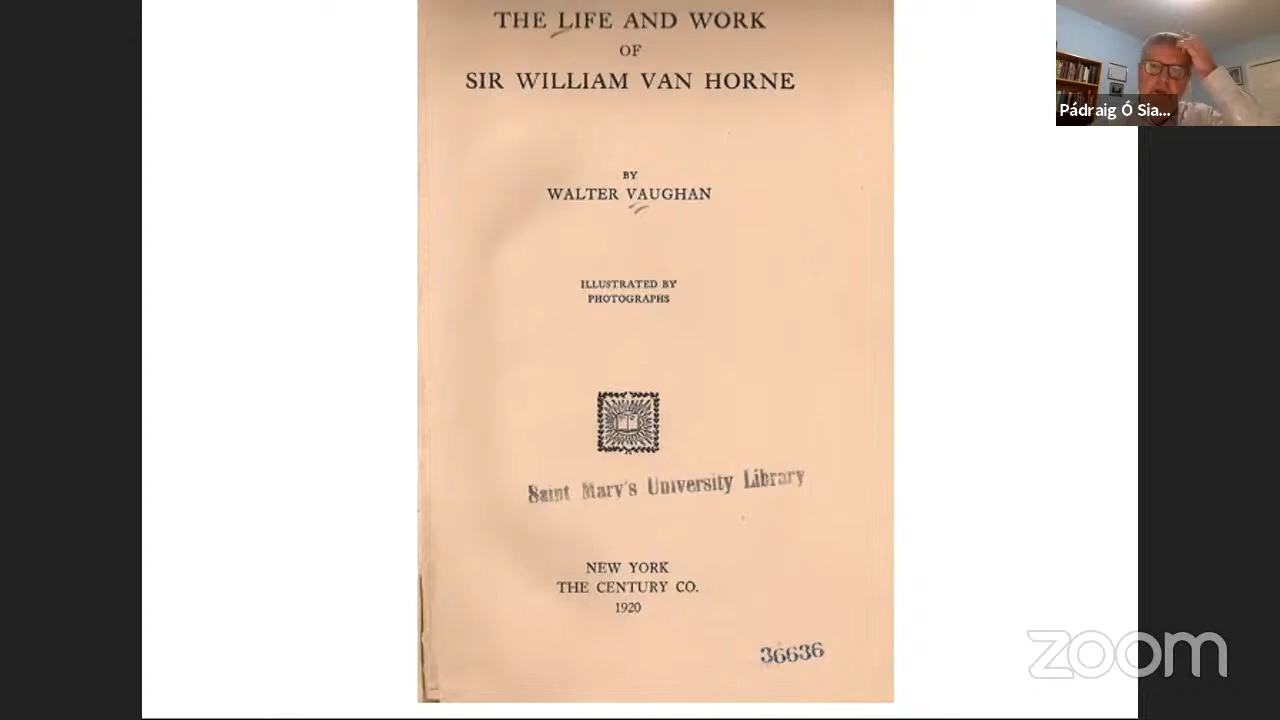 THE LIFE AND WORK
OF
SIR WILLIAM VAN HORNE
BY
WALTER VAUGHAN
ILLUSTRATED BY
PHOTOGRAPHS
Saint Mary's University Library
NEW YORK
THE CENTURY CO.
1920
36636
Pádraig Ó Sia...
zoom